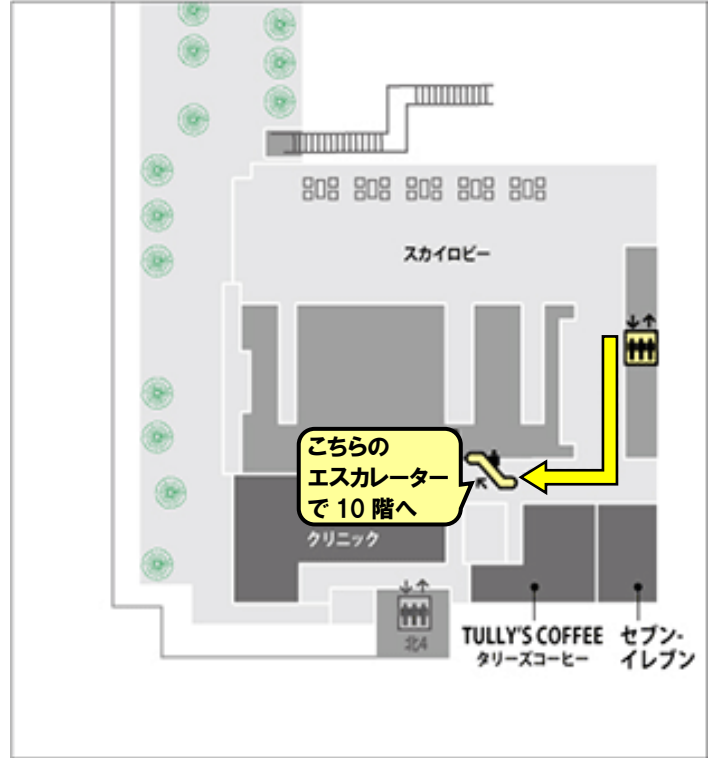 スカイロビー
こちらの
エスカレーター
で 10 階へ
クリニック
北4
TULLY'S COFFEE
タリーズコーヒー
セブン-
イレブン